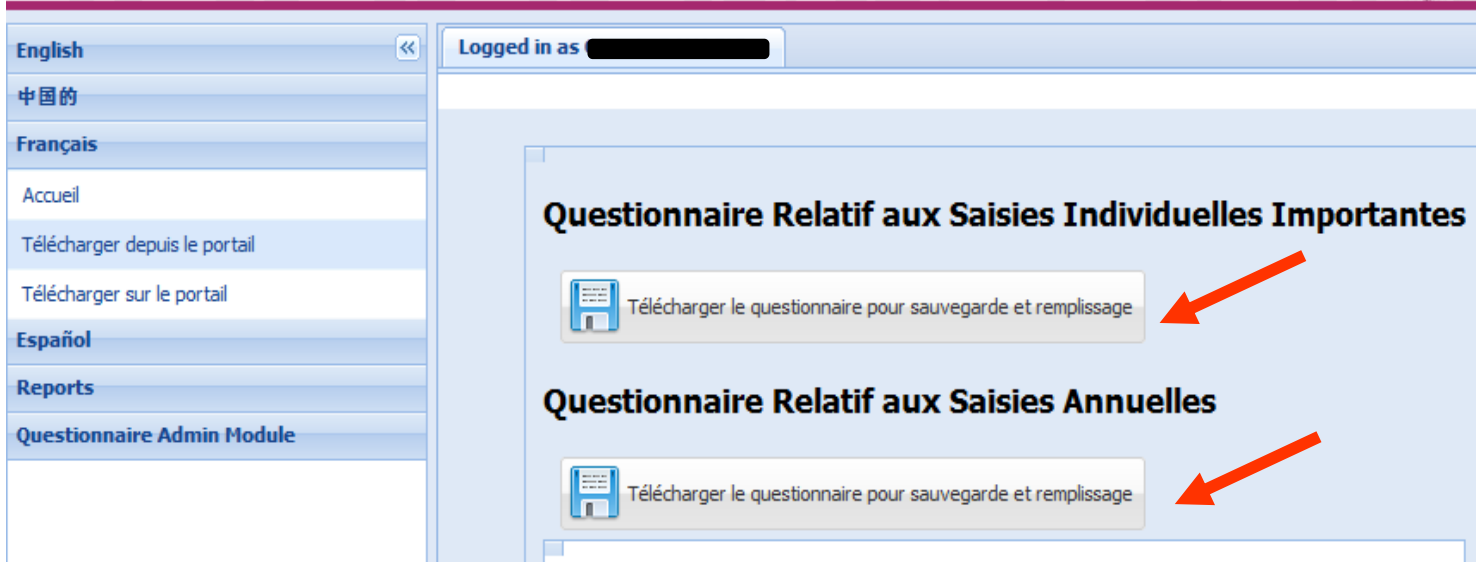 English
中国的
Français
Accueil
Télécharger depuis le portail
Télécharger sur le portail
Español
Reports
Questionnaire Admin Module
Logged in as
Questionnaire Relatif aux Saisies Individuelles Importantes
Télécharger le questionnaire pour sauvegarde et remplissage
Questionnaire Relatif aux Saisies Annuelles
Télécharger le questionnaire pour sauvegarde et remplissage